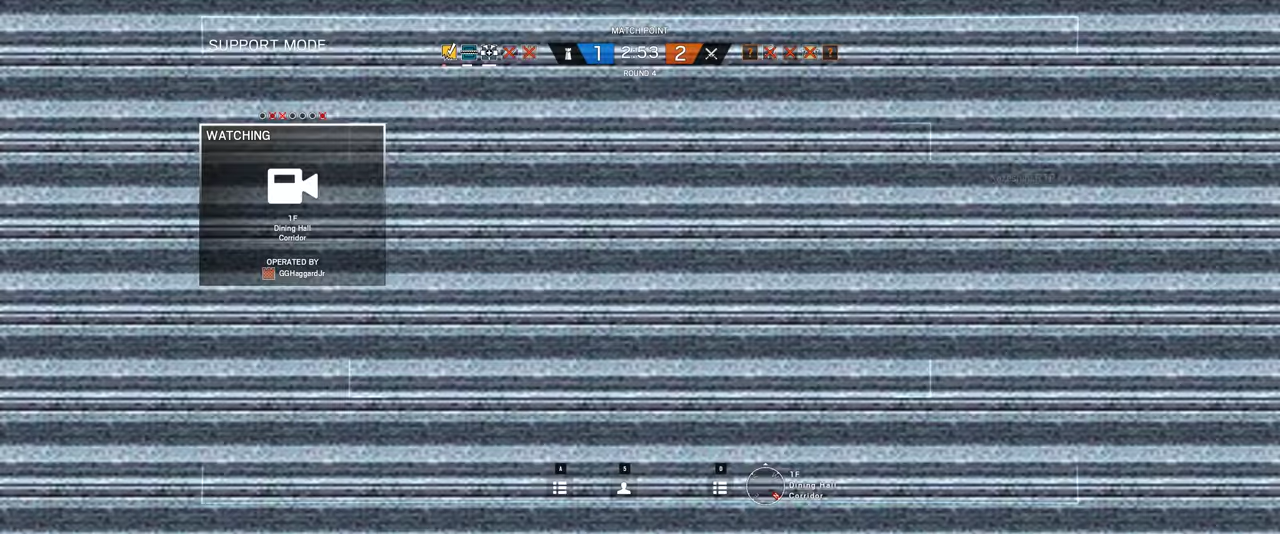 MATCH POINT
SUPPORT MODE
1 2:53 2
? ?
ROUND 4
WATCHING
1F
Dining Hall
Corridor
OPERATED BY
GGHaggardJr
A S D
1F
Dining Hall
Corridor